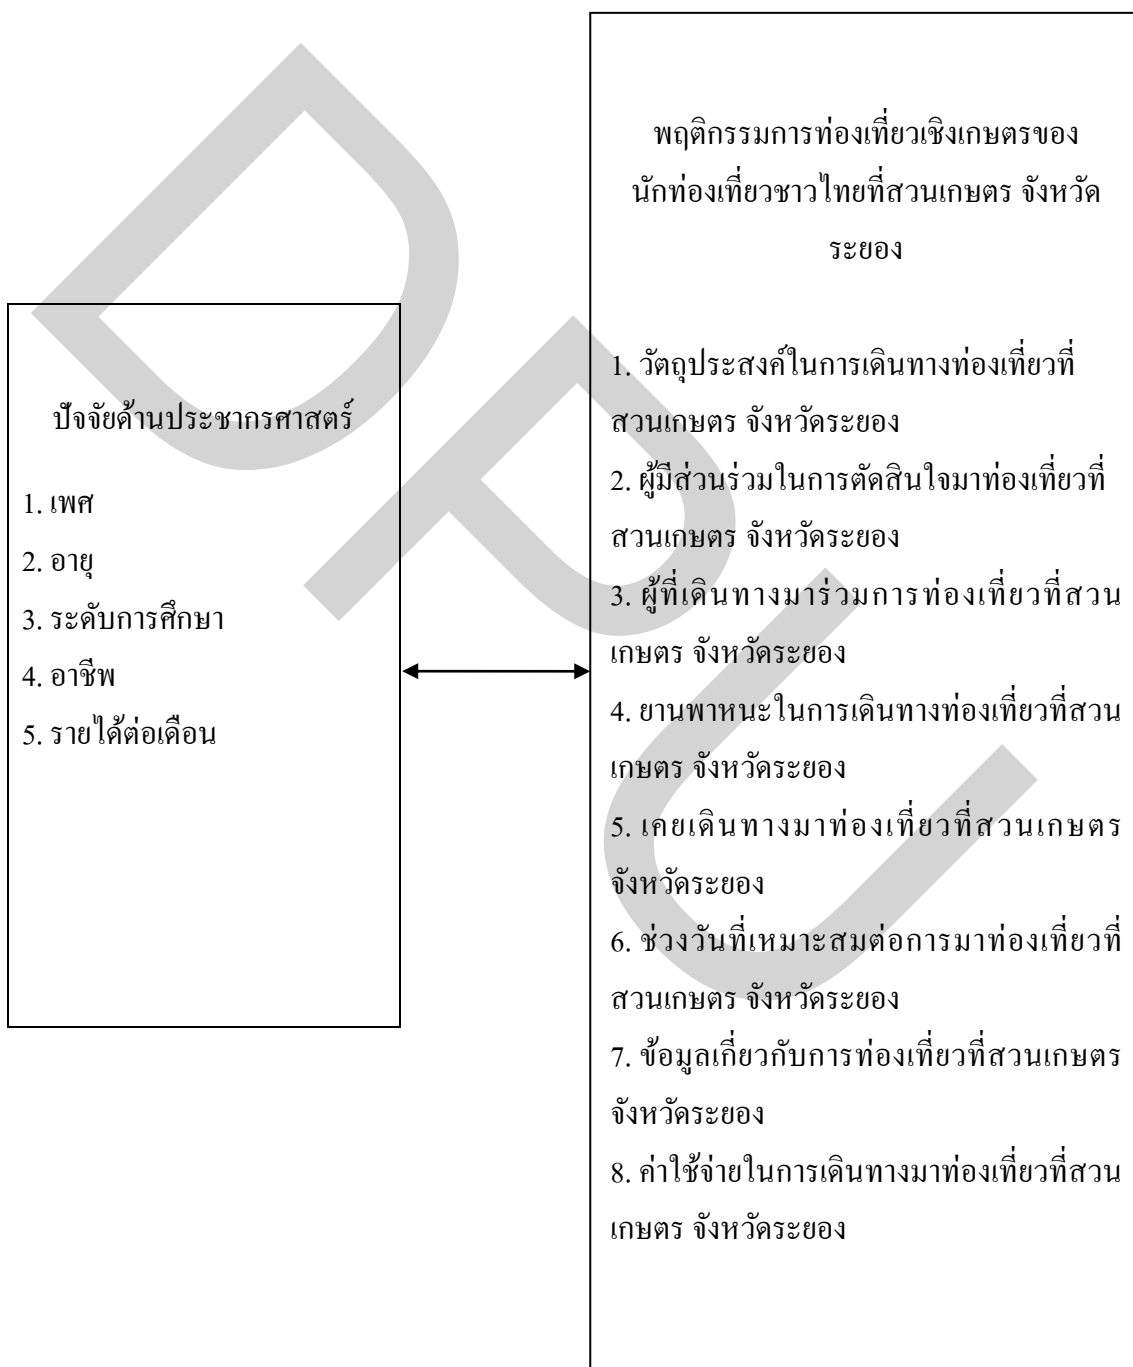 ปัจจัยด้านประชากรศาสตร์
1. เพศ
2. อายุ
3. ระดับการศึกษา
4. อาชีพ
5. รายได้ต่อเดือน
พฤติกรรมการท่องเที่ยวเชิงเกษตรของ
นักท่องเที่ยวชาวไทยที่สวนเกษตร จังหวัด
ระยอง
1. วัตถุประสงค์ในการเดินทางท่องเที่ยวที่
สวนเกษตร จังหวัดระยอง
2. ผู้มีส่วนร่วมในการตัดสินใจมาท่องเที่ยวที่
สวนเกษตร จังหวัดระยอง
3. ผู้ที่เดินทางมาร่วมการท่องเที่ยวที่สวน
เกษตร จังหวัดระยอง
4. ยานพาหนะในการเดินทางท่องเที่ยวที่สวน
เกษตร จังหวัดระยอง
5. เคยเดินทางมาท่องเที่ยวที่สวนเกษตร
จังหวัดระยอง
6. ช่วงวันที่เหมาะสมต่อการมาท่องเที่ยวที่
สวนเกษตร จังหวัดระยอง
7. ข้อมูลเกี่ยวกับการท่องเที่ยวที่สวนเกษตร
จังหวัดระยอง
8. ค่าใช้จ่ายในการเดินทางมาท่องเที่ยวที่สวน
เกษตร จังหวัดระยอง
DPU